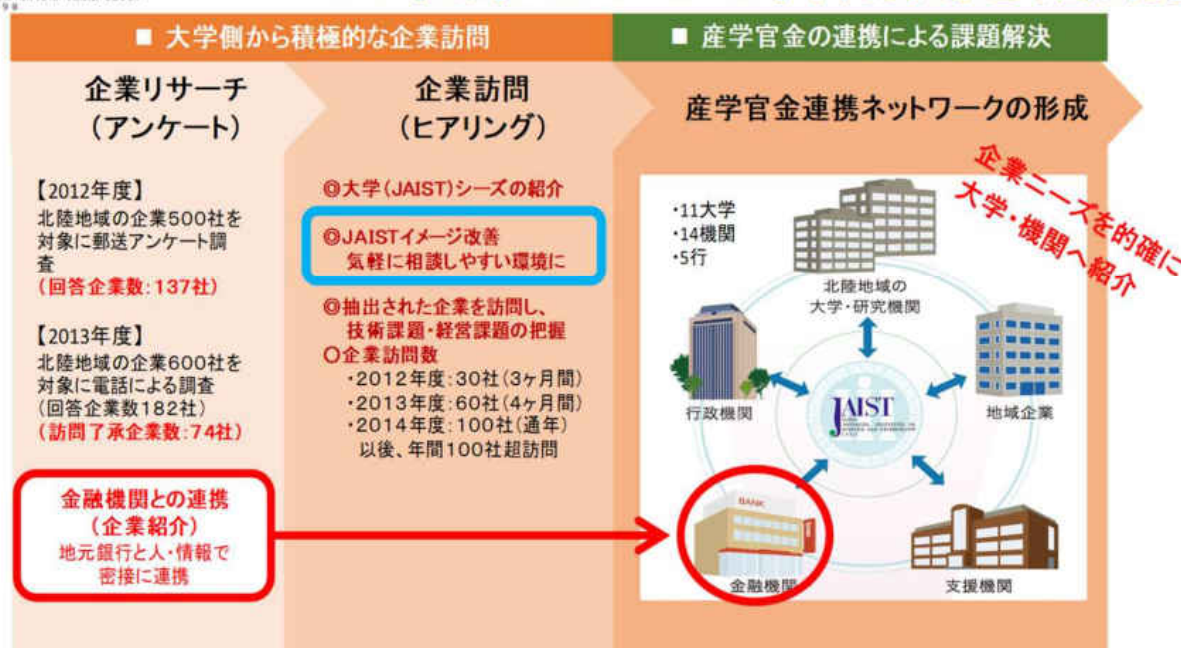 ■ 大学側から積極的な企業訪問
■ 産学官金の連携による課題解決
企業リサーチ
（アンケート）
企業訪問
（ヒアリング）
産学官金連携ネットワークの形成
【2012年度】
北陸地域の企業500社を
対象に郵送アンケート調
査
（回答企業数：137社）
【2013年度】
北陸地域の企業600社を
対象に電話による調査
（回答企業数182社）
（訪問了承企業数：74社）
金融機関との連携
（企業紹介）
地元銀行と人・情報で
密接に連携
◎大学（JAIST）シーズの紹介
◎JAISTイメージ改善
気軽に相談しやすい環境に
◎抽出された企業を訪問し、
技術課題・経営課題の把握
○企業訪問数
・2012年度：30社（3ヶ月間）
・2013年度：60社（4ヶ月間）
・2014年度：100社（通年）
以後、年間100社超訪問
企業ニーズを的確に
大学・機関へ紹介
・11大学
・14機関
・5行
北陸地域の
大学・研究機関
行政機関
JAIST
地域企業
BANK
金融機関
支援機関